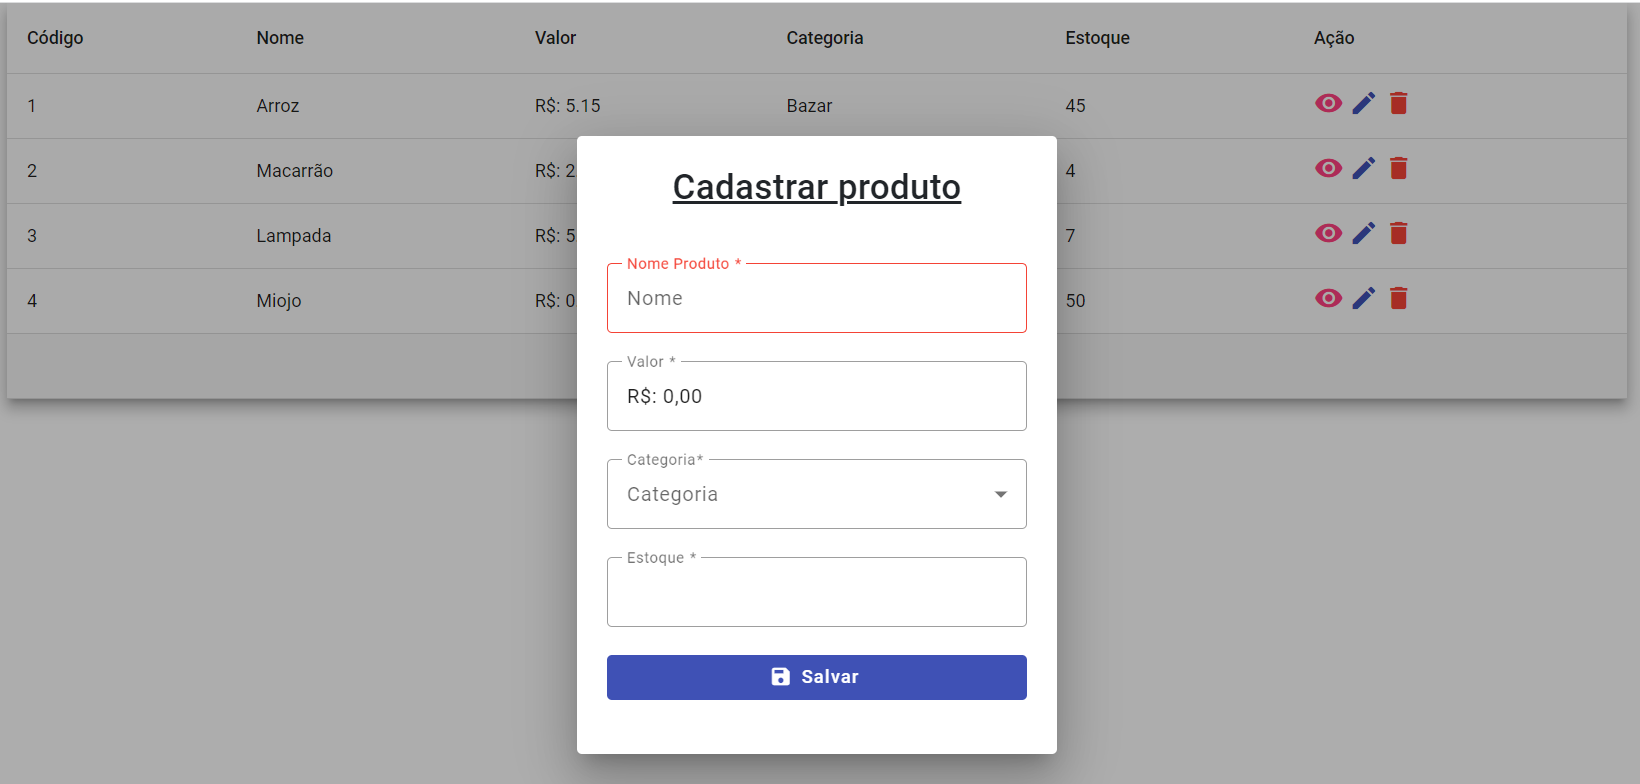 Código Nome Valor Categoria Estoque Ação
1 Arroz R$: 5.15 Bazar 45
2 Macarrão R$: 2 4
3 Lampada R$: 5 7
4 Miojo R$: 0 50
Cadastrar produto
Nome Produto *
Nome
Valor *
R$: 0,00
Categoria*
Categoria
Estoque *
Salvar